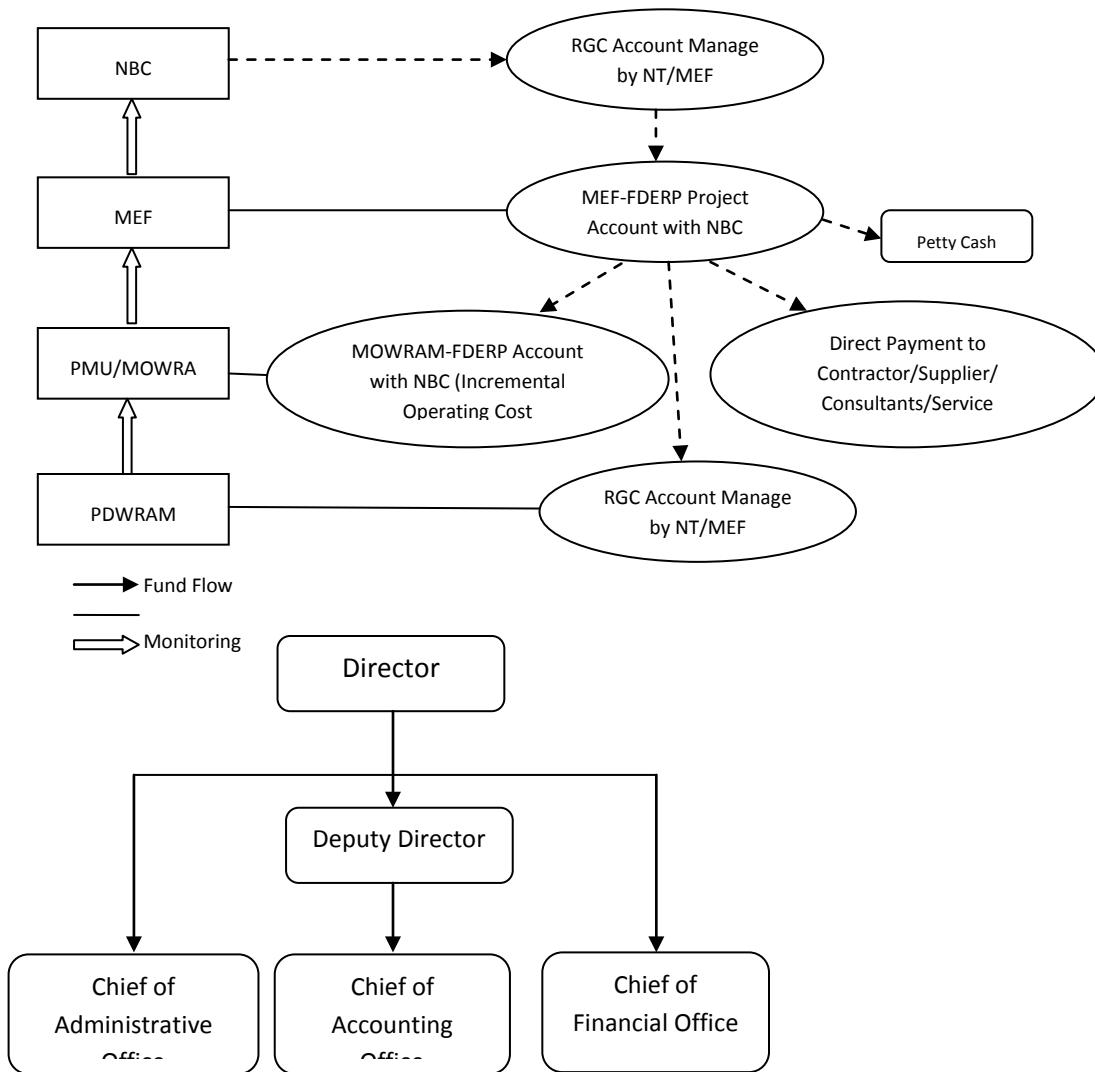 NBC
RGC Account Manage
by NT/MEF
MEF
MEF-FDERP Project
Account with NBC
Petty Cash
PMU/MOWRA
MOWRAM-FDERP Account
with NBC (Incremental
Operating Cost
Direct Payment to
Contractor/Supplier/
Consultants/Service
PDWRAM
RGC Account Manage
by NT/MEF
Fund Flow
Monitoring
Director
Deputy Director
Chief of
Administrative
Office
Chief of
Accounting
Office
Chief of
Financial Office